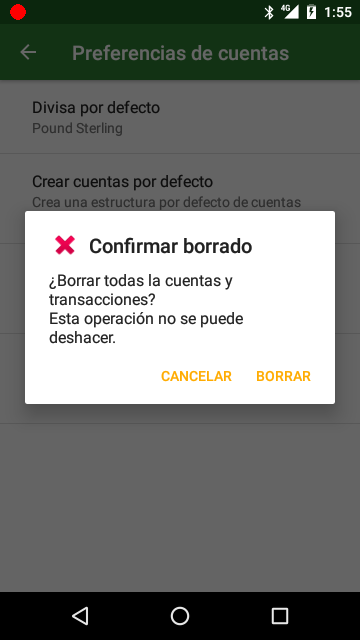 4G 1:55
Preferencias de cuentas
Divisa por defecto
Pound Sterling
Crear cuentas por defecto
Crea una estructura por defecto de cuentas
Confirmar borrado
¿Borrar todas la cuentas y
transacciones?
Esta operación no se puede
deshacer.
CANCELAR BORRAR